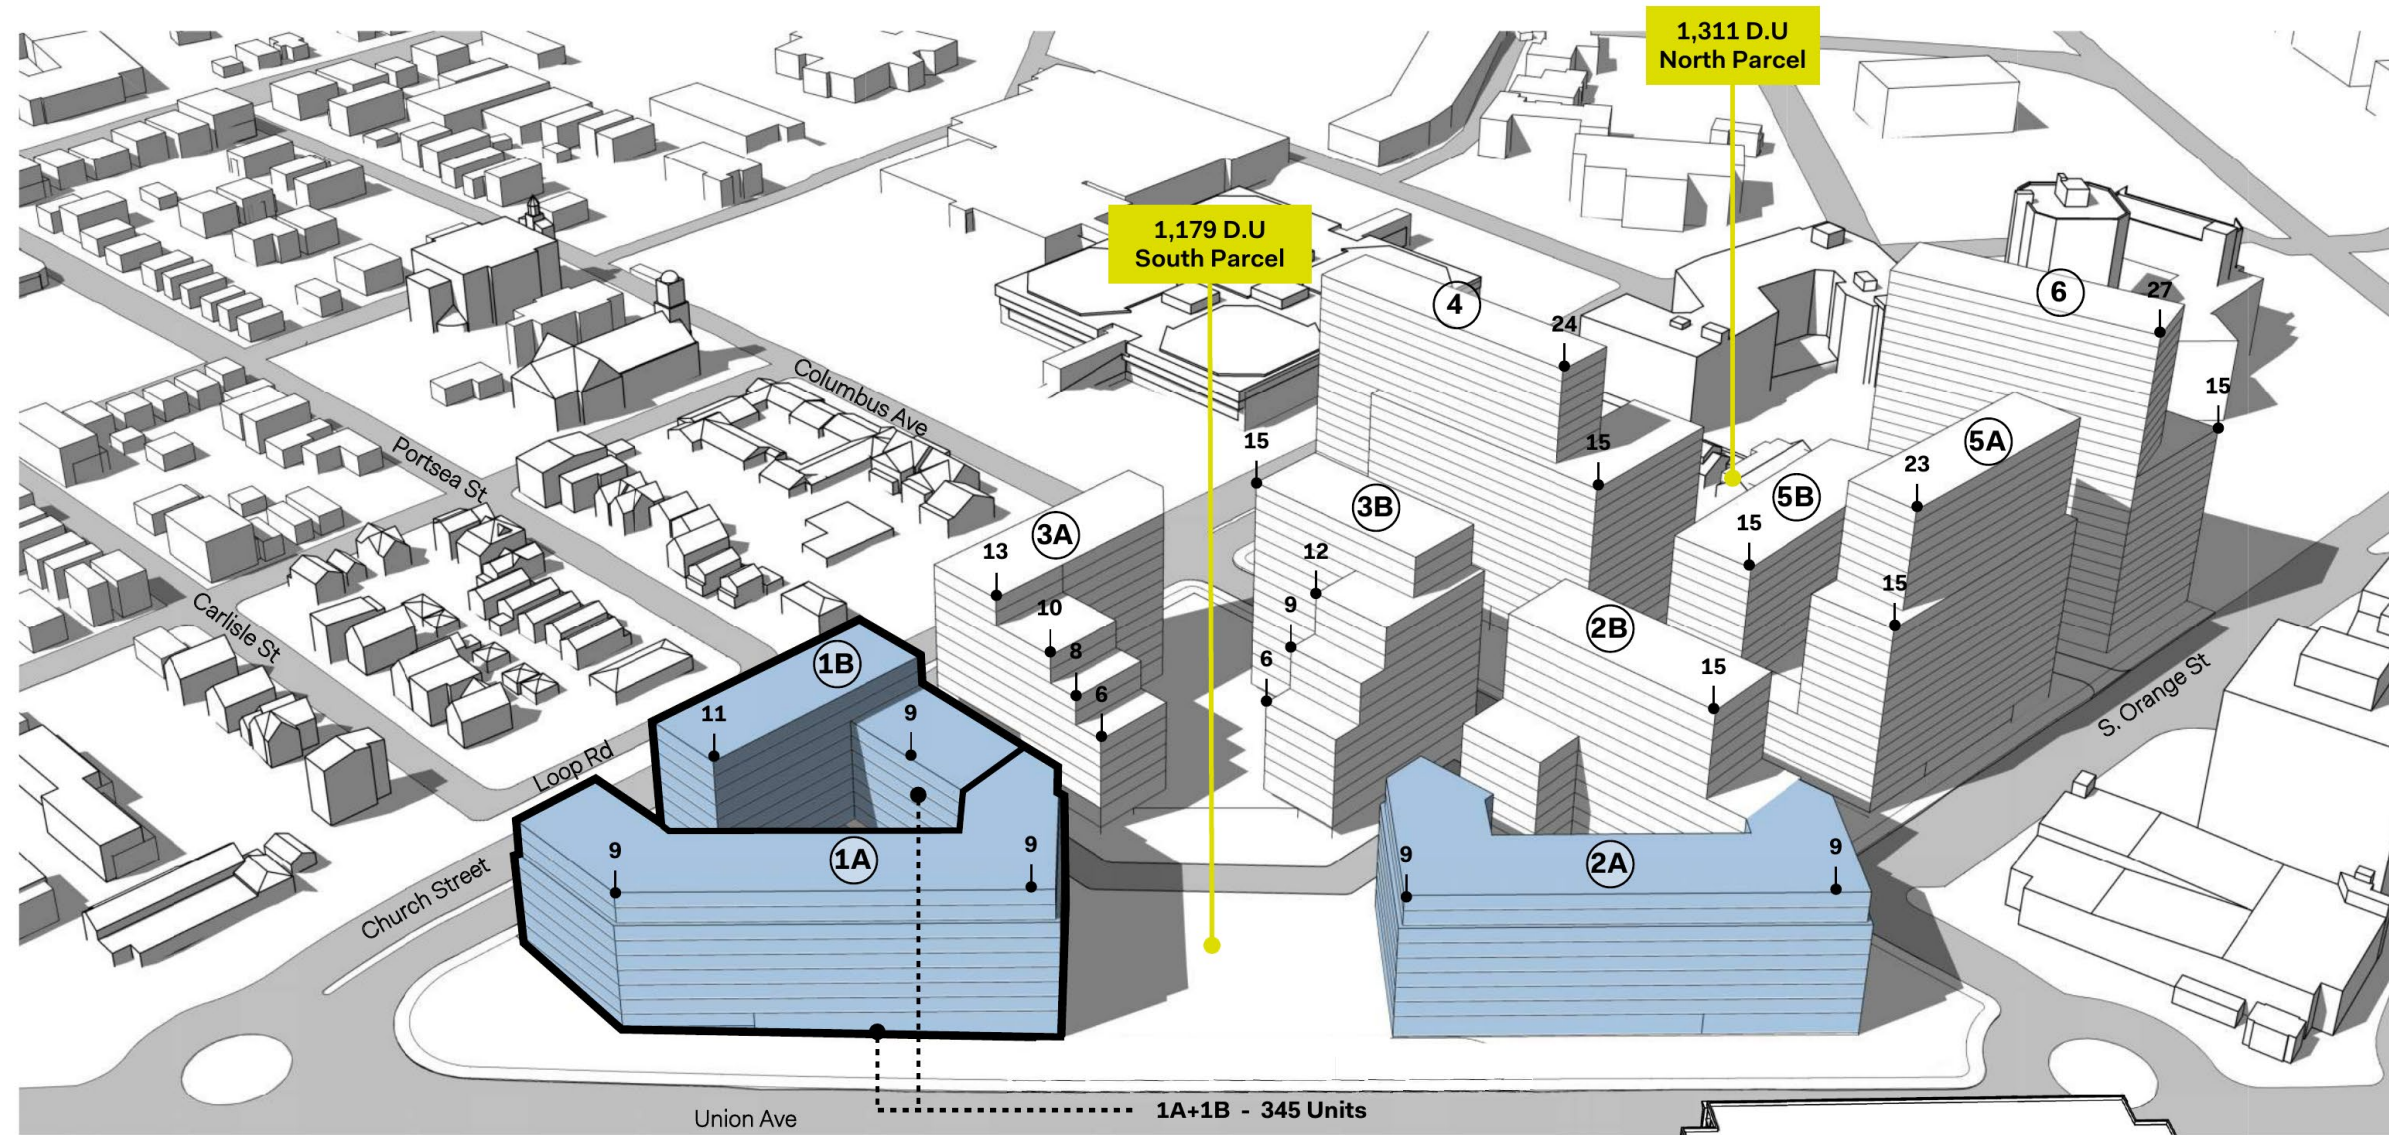 1,311 D.U
North Parcel
1,179 D.U
South Parcel
4
6
27
24
15
Columbus Ave
15
15
5A
23
Portsea St
3A
3B
5B
13
15
12
15
10
9
2B
Carlisle St
8
6
15
1B
6
S. Orange St
11
9
Loop Rd
9
1A
9
9
2A
9
Church Street
1A+1B - 345 Units
Union Ave